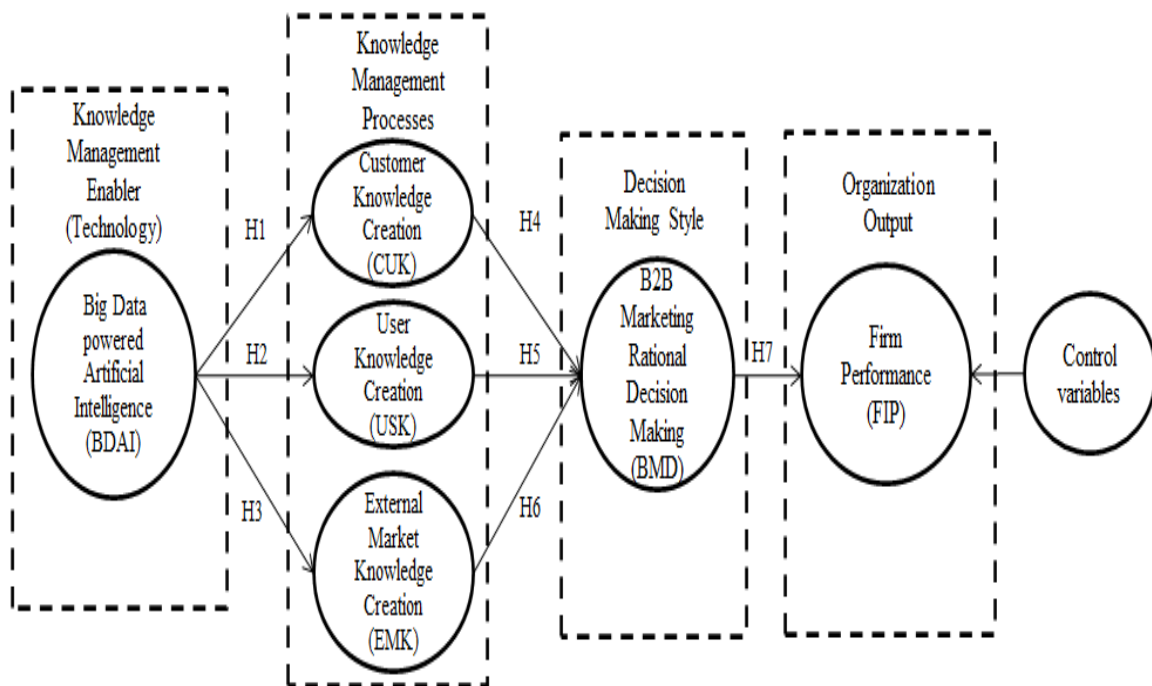 Knowledge
Management
Enabler
(Technology)
Big Data
powered
Artificial
Intelligence
(BDAI)
H1
H2
H3
Knowledge
Management
Processes
Customer
Knowledge
Creation
(CUK)
User
Knowledge
Creation
(USK)
External
Market
Knowledge
Creation
(EMK)
H4
H5
H6
Decision
Making Style
B2B
Marketing
Rational
Decision
Making
(BMD)
H7
Organization
Output
Firm
Performance
(FIP)
Control
variables